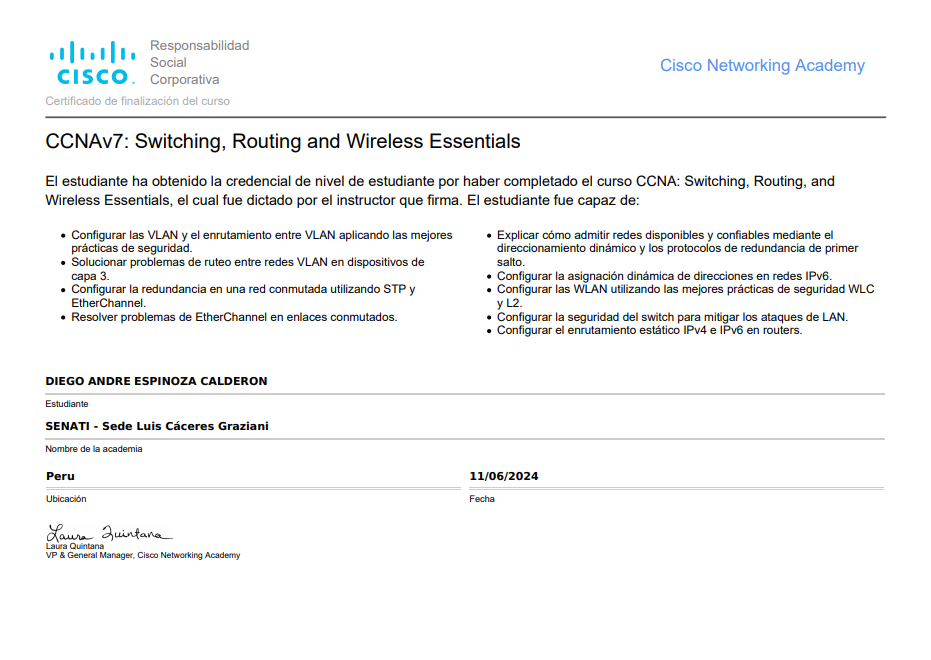 Responsabilidad
Social
Corporativa
CISCO
Cisco Networking Academy
Certificado de finalización del curso
CCNAv7: Switching, Routing and Wireless Essentials
El estudiante ha obtenido la credencial de nivel de estudiante por haber completado el curso CCNA: Switching, Routing, and
Wireless Essentials, el cual fue dictado por el instructor que firma. El estudiante fue capaz de:
• Configurar las VLAN y el enrutamiento entre VLAN aplicando las mejores
prácticas de seguridad.
• Solucionar problemas de ruteo entre redes VLAN en dispositivos de
capa 3.
• Configurar la redundancia en una red conmutada utilizando STP y
EtherChannel.
• Resolver problemas de EtherChannel en enlaces conmutados.
• Explicar cómo admitir redes disponibles y confiables mediante el
direccionamiento dinámico y los protocolos de redundancia de primer
salto.
• Configurar la asignación dinámica de direcciones en redes IPv6.
• Configurar las WLAN utilizando las mejores prácticas de seguridad WLC
y L2.
• Configurar la seguridad del switch para mitigar los ataques de LAN.
• Configurar el enrutamiento estático IPv4 e IPv6 en routers.
DIEGO ANDRE ESPINOZA CALDERON
Estudiante
SENATI - Sede Luis Cáceres Graziani
Nombre de la academia
Peru
Ubicación
11/06/2024
Fecha
Laura Quintana
Laura Quintana
VP & General Manager, Cisco Networking Academy